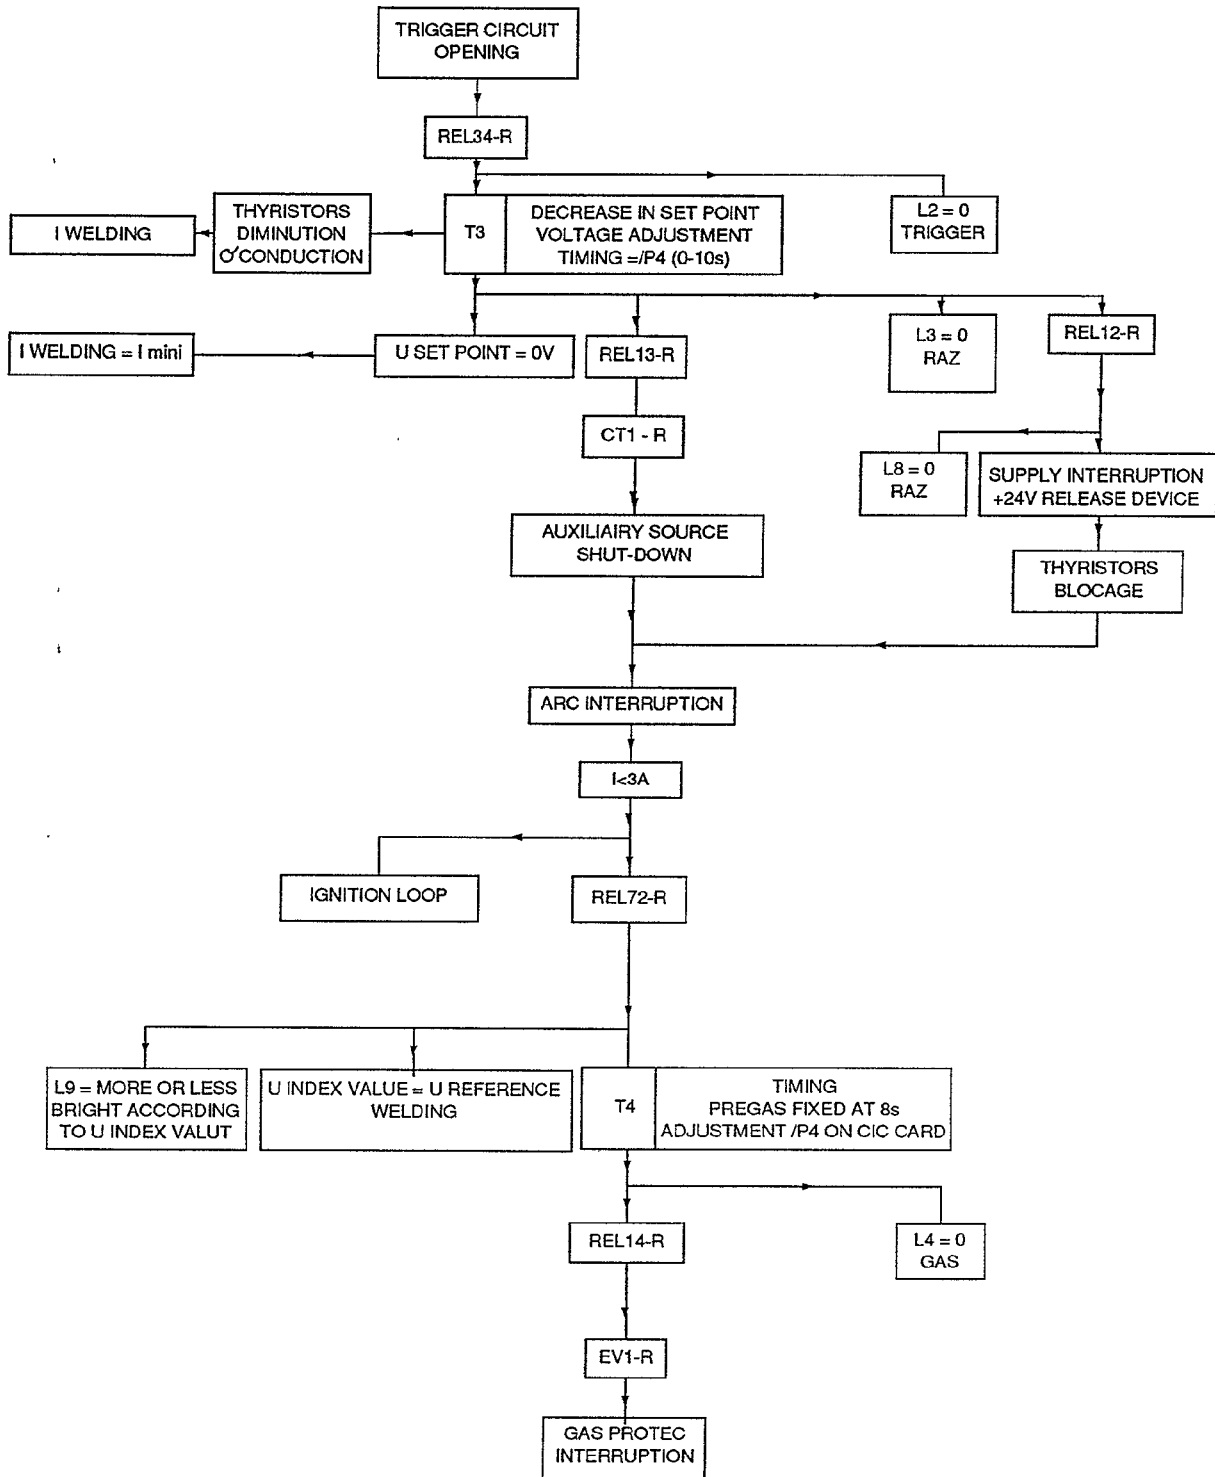 TRIGGER CIRCUIT
OPENING
REL34-R
I WELDING
THYRISTORS
DIMINUTION
O'CONDUCTION
T3
DECREASE IN SET POINT
VOLTAGE ADJUSTMENT
TIMING =/P4 (0-10s)
L2 = 0
TRIGGER
I WELDING = I mini
U SET POINT = 0V
REL13-R
L3 = 0
RAZ
REL12-R
CT1 - R
L8 = 0
RAZ
SUPPLY INTERRUPTION
+24V RELEASE DEVICE
AUXILIAIRY SOURCE
SHUT-DOWN
THYRISTORS
BLOCAGE
ARC INTERRUPTION
I<3A
IGNITION LOOP
REL72-R
L9 = MORE OR LESS
BRIGHT ACCORDING
TO U INDEX VALUT
U INDEX VALUE = U REFERENCE
WELDING
T4
TIMING
PREGAS FIXED AT 8s
ADJUSTMENT /P4 ON CIC CARD
REL14-R
L4 = 0
GAS
EV1-R
GAS PROTEC
INTERRUPTION